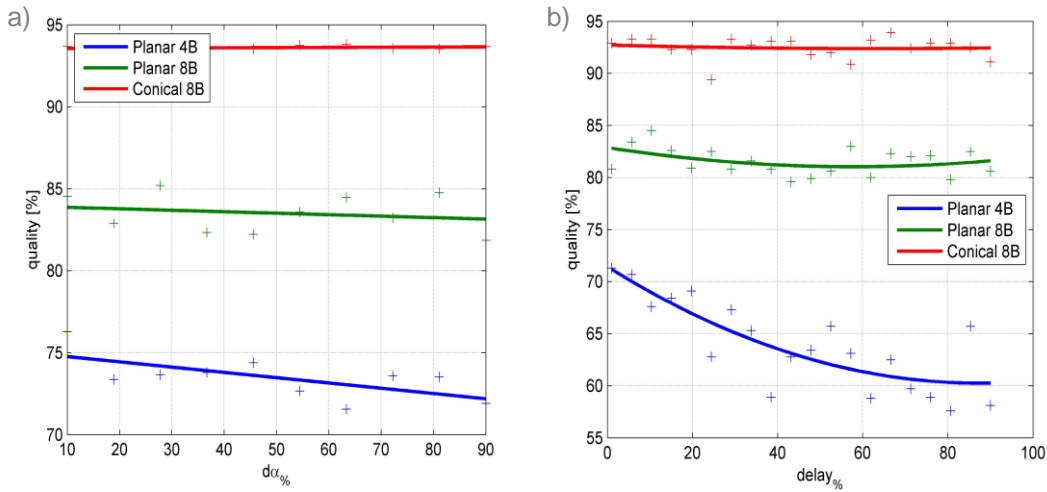 a)
95
90
85
80
75
70
quality [%]
Planar 4B
Planar 8B
Conical 8B
10 20 30 40 50 60 70 80 90
dα%
b)
95
90
85
80
75
70
65
60
55
quality [%]
Planar 4B
Planar 8B
Conical 8B
0 20 40 60 80 100
delay%